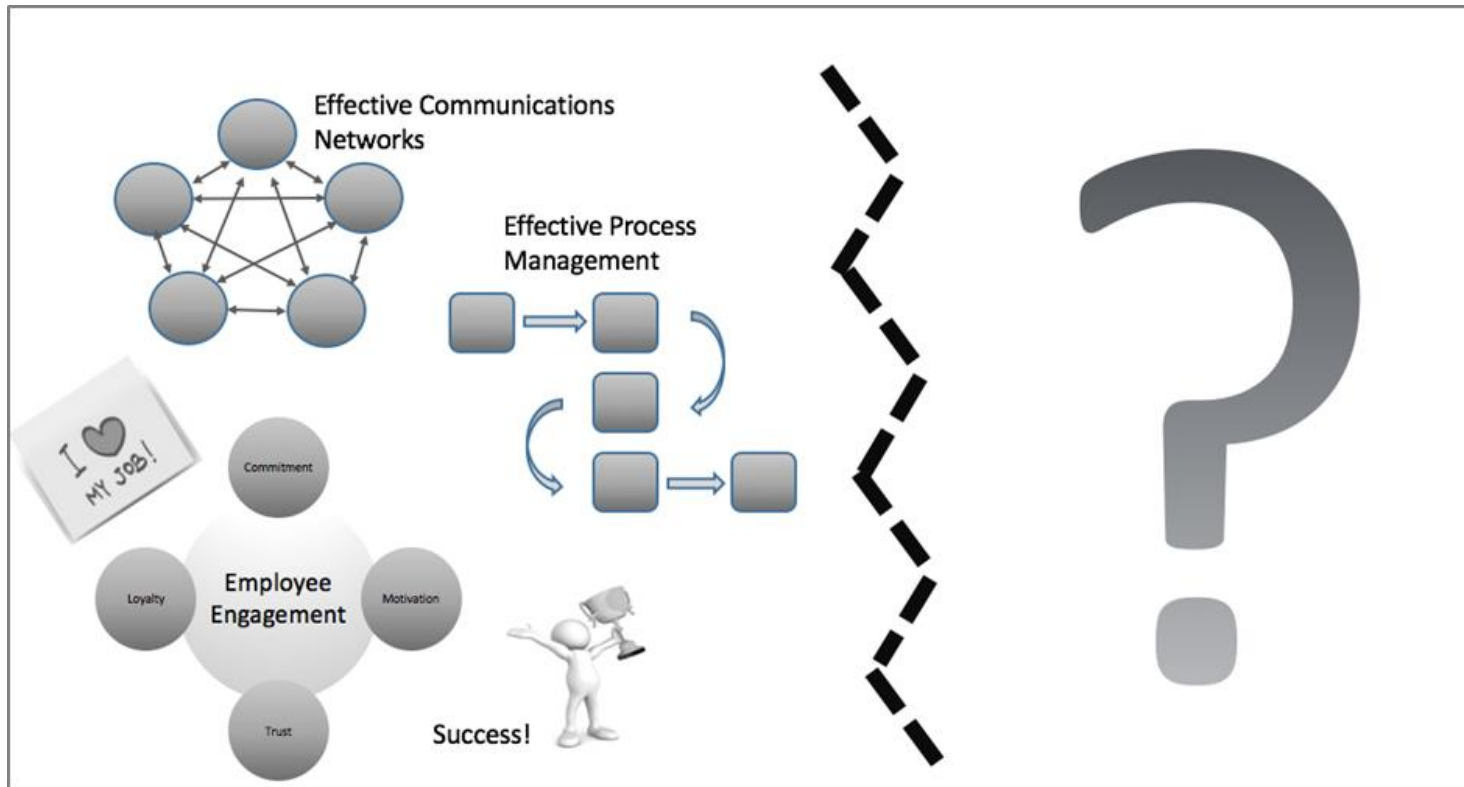 Effective Communications
Networks
Effective Process
Management
I
MY JOB!
Commitment
Loyalty
Employee
Engagement
Motivation
Trust
Success!
?